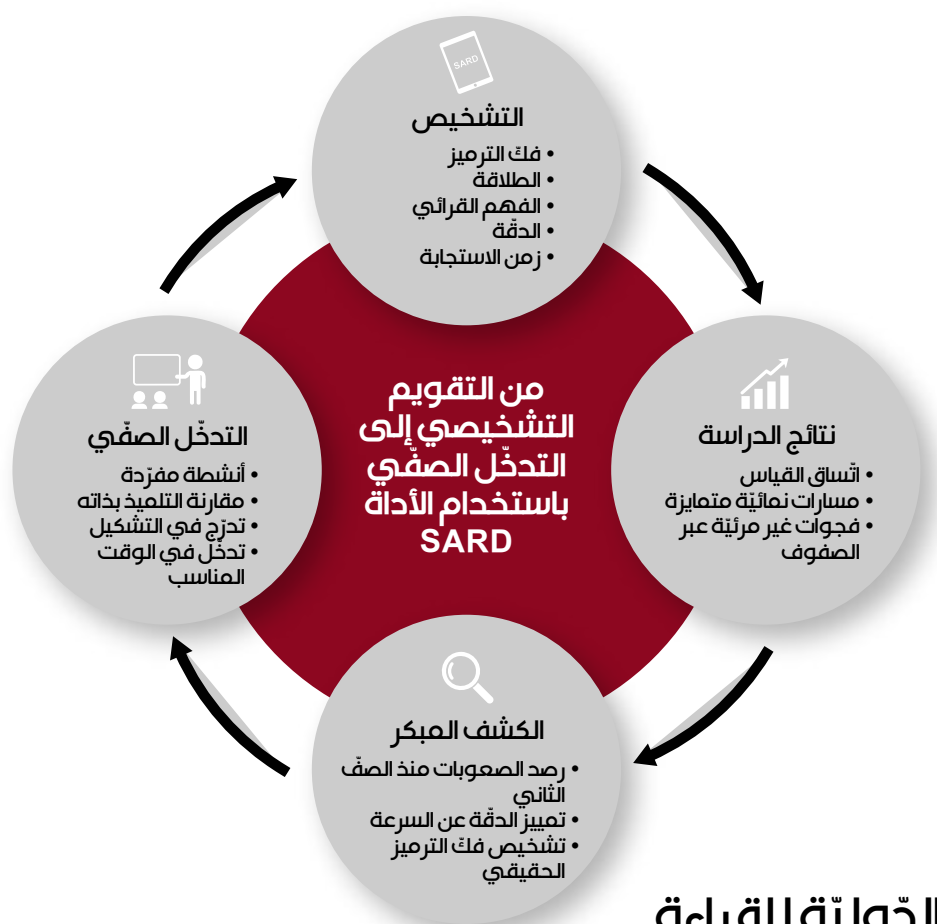 SARD
التشخيص
• فكّ الترميز
• الطلاقة
• الفهم القرائي
• الدقّة
• زمن الاستجابة
نتائج الدراسة
• اتّساق القياس
• مسارات نمائيّة متمايزة
• فجوات غير مرئيّة عبر
الصفوف
من التقويم
التشخيصي إلى
التدخّل الصفّي
باستخدام الأداة
SARD
التدخّل الصفّي
• أنشطة مفرّدة
• مقارنة التلميذ بذاته
• تدرّج في التشكيل
• تدخّل في الوقت
المناسب
الكشف المبكر
• رصد الصعوبات منذ الصفّ
الثاني
• تمييز الدقّة عن السرعة
• تشخيص فكّ الترميز
الحقيقي
للقراءة